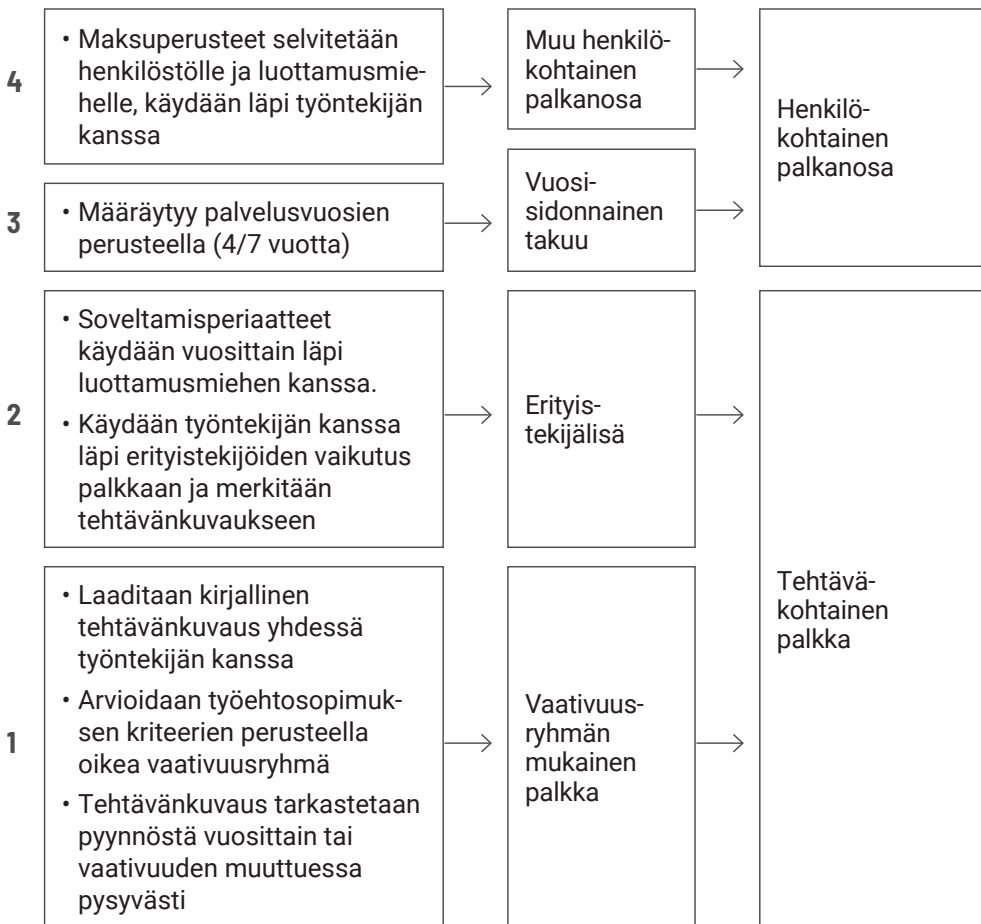 4
• Maksuperusteet selvitetään
henkilöstölle ja luottamusmie-
helle, käydään läpi työntekijän
kanssa
Muu henkilö-
kohtainen
palkanosa
Henkilö-
kohtainen
palkanosa
3
• Määräytyy palvelusvuosien
perusteella (4/7 vuotta)
Vuosi-
sidonnainen
takuu
2
• Soveltamisperiaatteet
käydään vuosittain läpi
luottamusmiehen kanssa.
• Käydään työntekijän kanssa
läpi erityistekijöiden vaikutus
palkkaan ja merkitään
tehtävänkuvaukseen
Erityis-
tekijälisä
Tehtävä-
kohtainen
palkka
1
• Laaditaan kirjallinen
tehtävänkuvaus yhdessä
työntekijän kanssa
• Arvioidaan työehtosopimuk-
sen kriteerien perusteella
oikea vaativuusryhmä
• Tehtävänkuvaus tarkastetaan
pyynnöstä vuosittain tai
vaativuuden muuttuessa
pysyvästi
Vaativuus-
ryhmän
mukainen
palkka